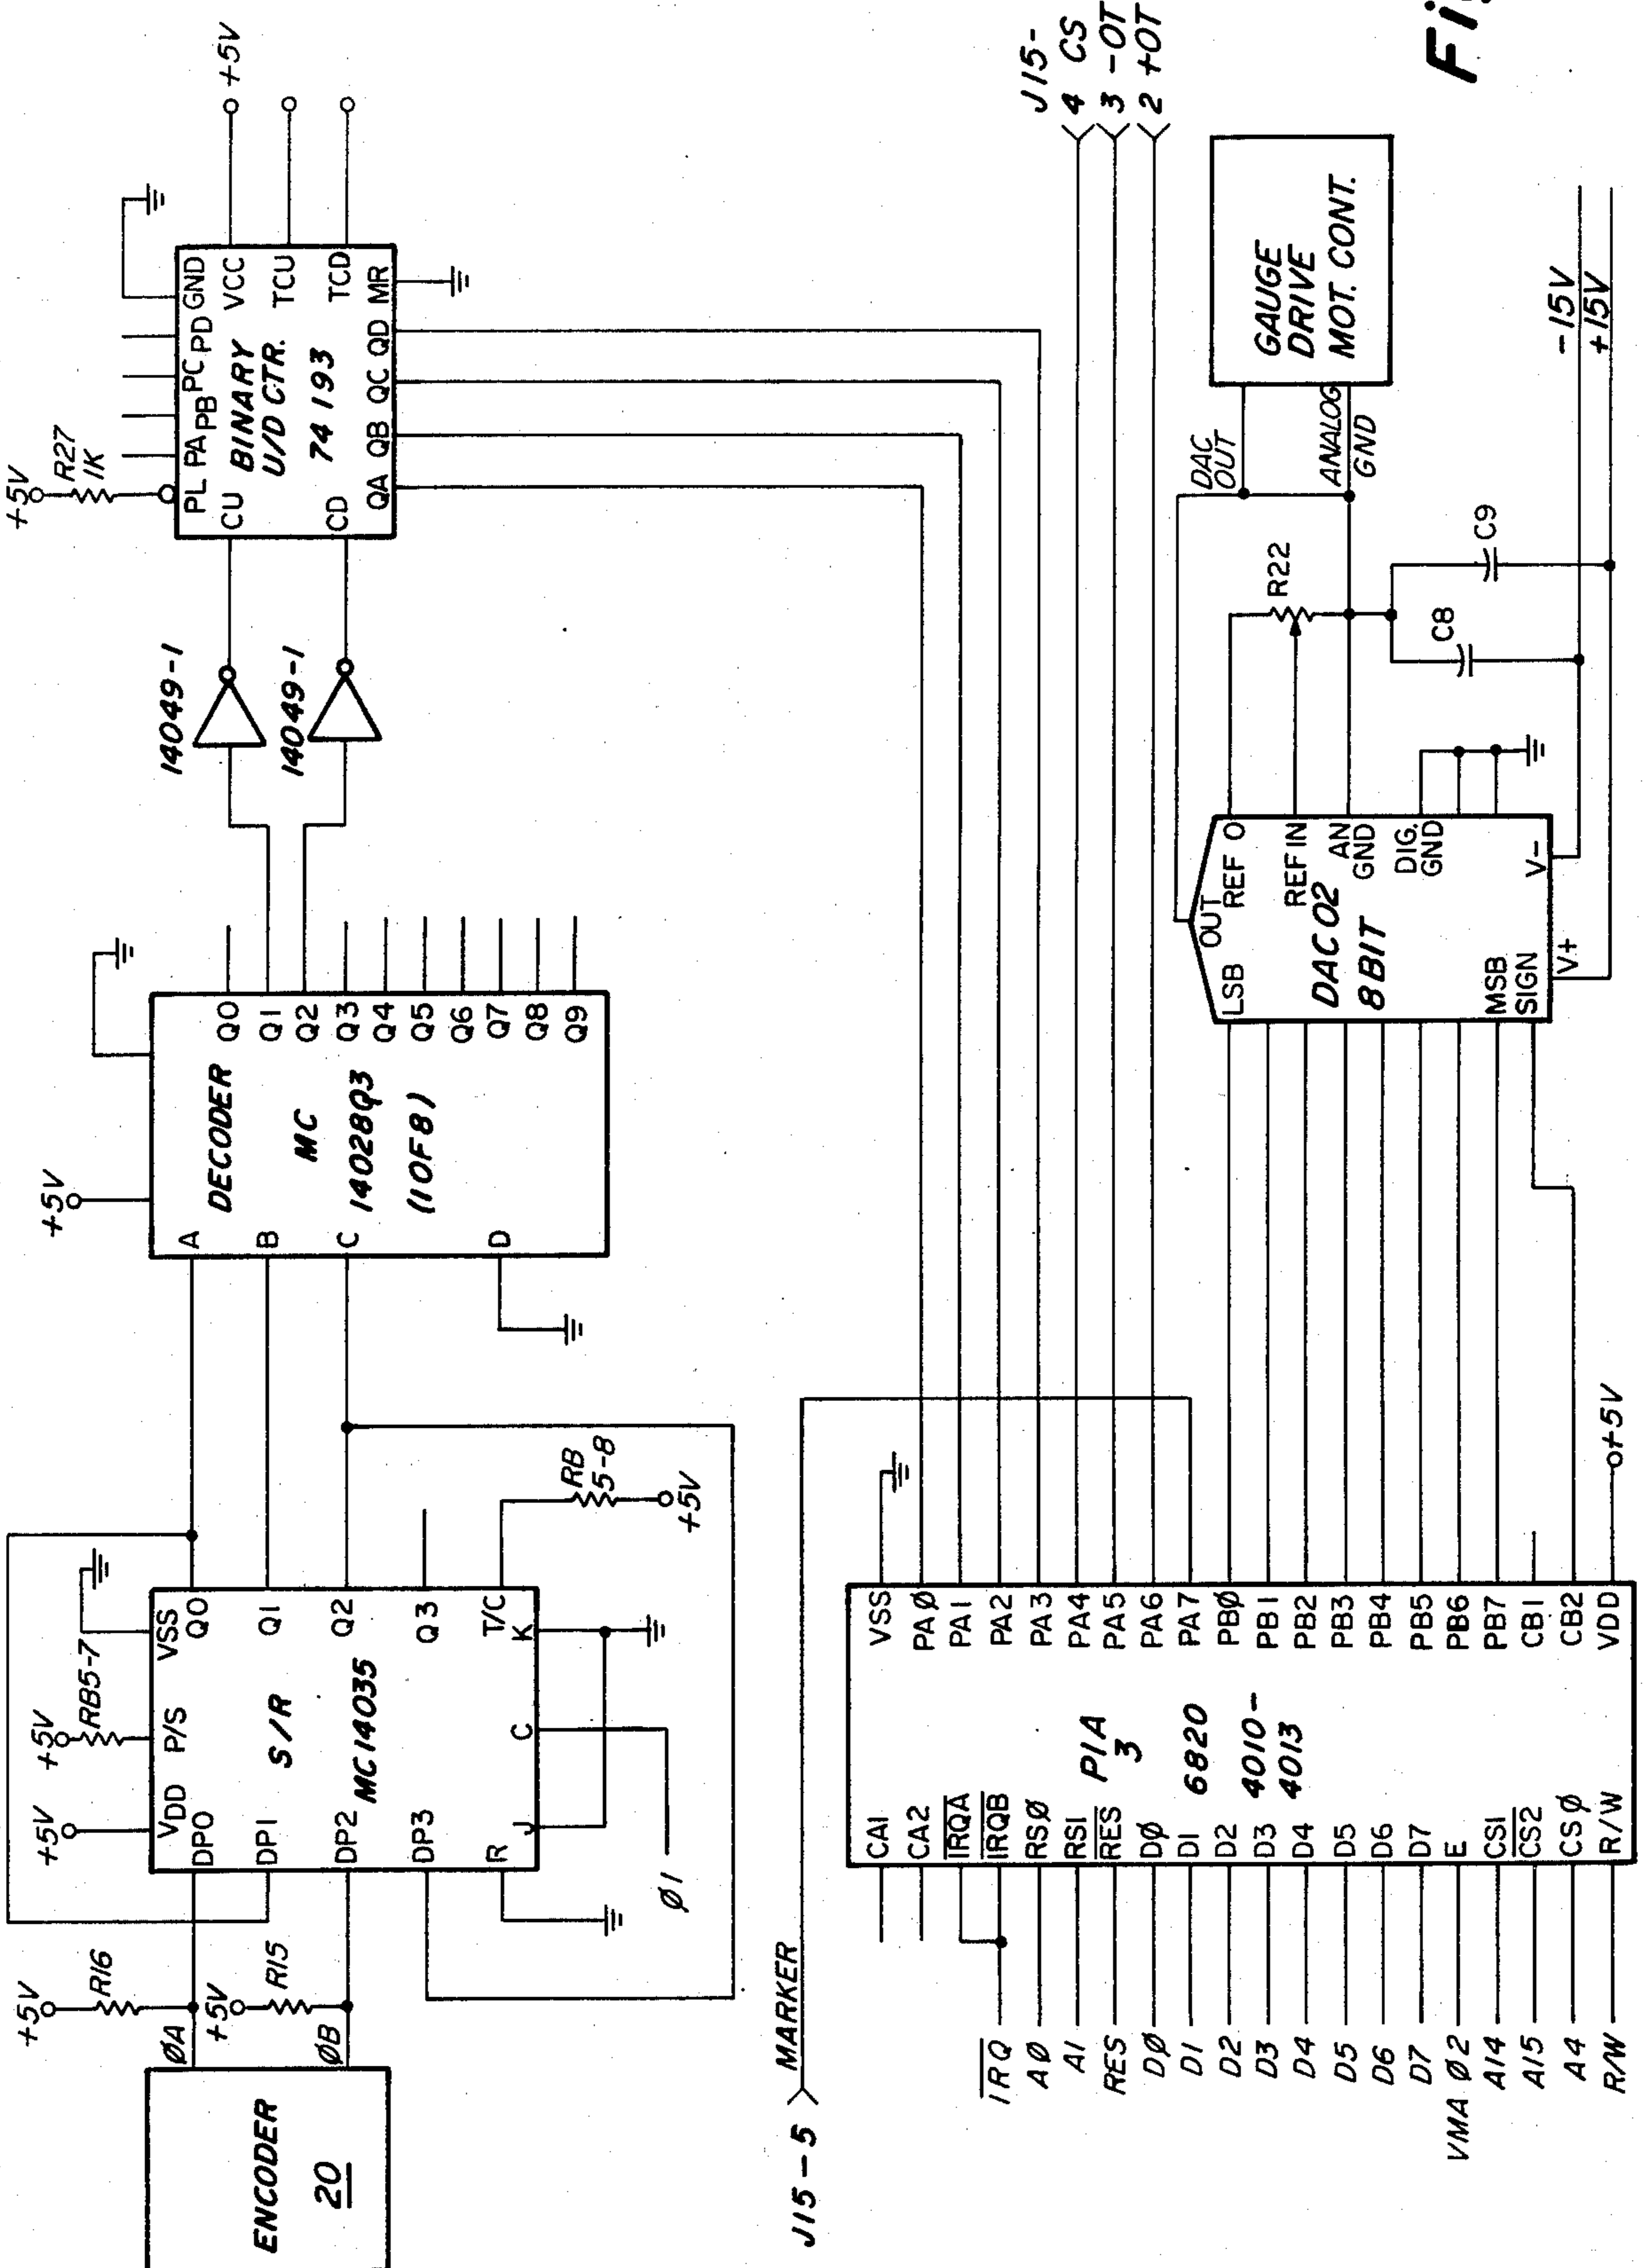 ENCODER
20
ØA
ØB
+5V
R16
+5V
R15
+5V
+5V
RB5-7
VDD
P/S
VSS
DP0
DP1
DP2
DP3
R
J
C
K
T/C
S/R
MC14035
Q0
Q1
Q2
Q3
Ø1
RB
5-8
+5V
+5V
A
B
C
D
DECODER
MC
14028Q3
(1OF8)
Q0
Q1
Q2
Q3
Q4
Q5
Q6
Q7
Q8
Q9
14049-1
14049-1
+5V
R27
1K
PL
PA
PB
PC
PD
GND
CU
CD
BINARY
U/D CTR.
74193
VCC
TCU
TCD
QA
QB
QC
QD
MR
+5V
J15-5
MARKER
J15-
4 CS
3 -OT
2 +OT
IRQ
AØ
A1
RES
DØ
D1
D2
D3
D4
D5
D6
D7
VMA Ø2
A14
A15
A4
R/W
CA1
CA2
IRQA
IRQB
RSØ
RS1
RES
DØ
D1
D2
D3
D4
D5
D6
D7
E
CS1
CS2
CSØ
R/W
PIA
3
6820
4010-
4013
VSS
PAØ
PA1
PA2
PA3
PA4
PA5
PA6
PA7
PBØ
PB1
PB2
PB3
PB4
PB5
PB6
PB7
CB1
CB2
VDD
+5V
LSB
OUT
REF O
REF IN
AN
GND
DIG.
GND
DAC02
8BIT
MSB
SIGN
V+
V-
R22
C8
C9
DAC
OUT
ANALOG
GND
GAUGE
DRIVE
MOT. CONT.
-15V
+15V